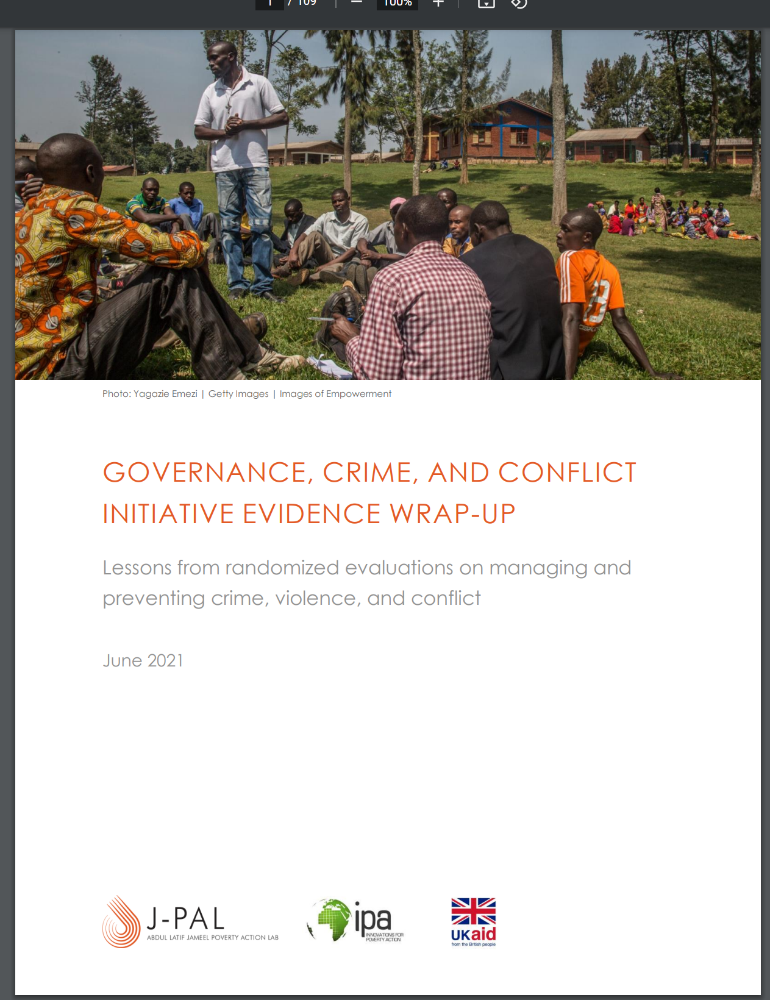 1 / 109 100%
Photo: Yagazie Emezi | Getty Images | Images of Empowerment
GOVERNANCE, CRIME, AND CONFLICT
INITIATIVE EVIDENCE WRAP-UP
Lessons from randomized evaluations on managing and
preventing crime, violence, and conflict
June 2021
J-PAL
ABDUL LATIF JAMEEL POVERTY ACTION LAB
ipa
INNOVATIONS FOR
POVERTY ACTION
UKaid
from the British people